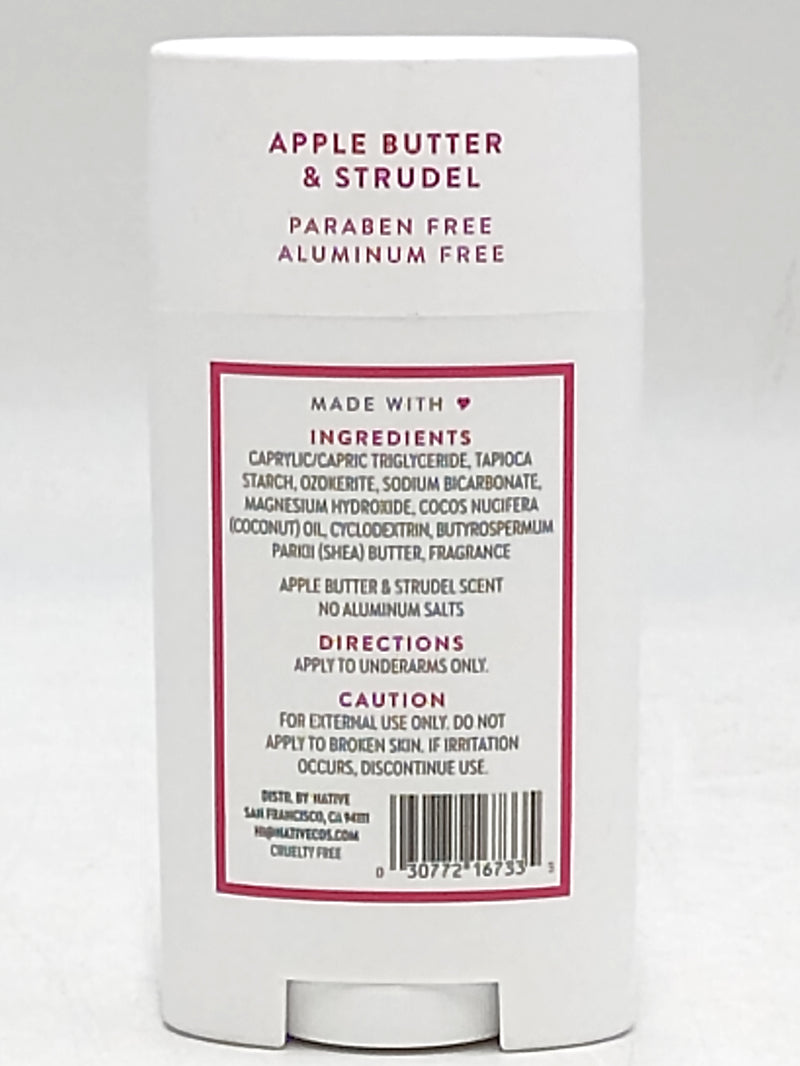 APPLE BUTTER
& STRUDEL
PARABEN FREE
ALUMINUM FREE
MADE WITH ♥
INGREDIENTS
CAPRYLIC/CAPRIC TRIGLYCERIDE, TAPIOCA
STARCH, OZOKERITE, SODIUM BICARBONATE,
MAGNESIUM HYDROXIDE, COCOS NUCIFERA
(COCONUT) OIL, CYCLODEXTRIN, BUTYROSPERMUM
PARKII (SHEA) BUTTER, FRAGRANCE
APPLE BUTTER & STRUDEL SCENT
NO ALUMINUM SALTS
DIRECTIONS
APPLY TO UNDERARMS ONLY.
CAUTION
FOR EXTERNAL USE ONLY. DO NOT
APPLY TO BROKEN SKIN. IF IRRITATION
OCCURS, DISCONTINUE USE.
DISTR. BY NATIVE
SAN FRANCISCO, CA 94111
HI@NATIVECOS.COM
CRUELTY FREE
0 30772 16733 3